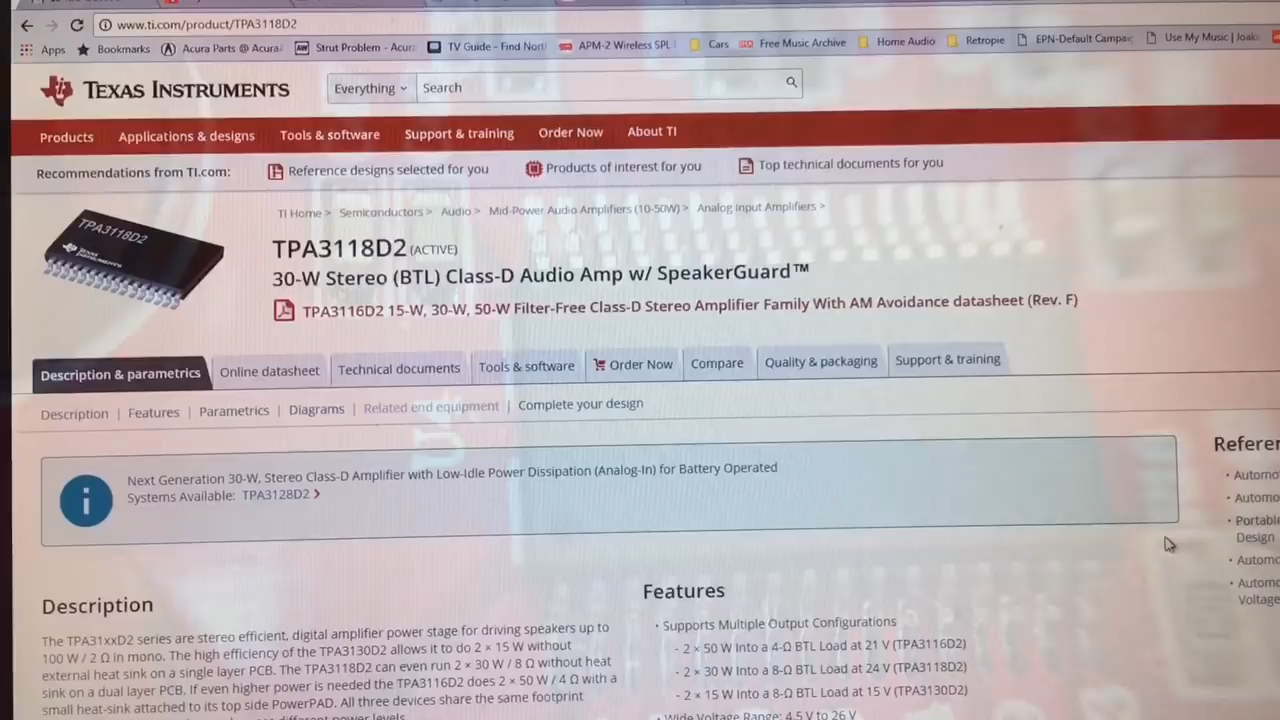 www.ti.com/product/TPA3118D2
Apps Bookmarks Acura Parts @ Acura Strut Problem - Acura TV Guide - Find Nort APM-2 Wireless SPL Cars Free Music Archive Home Audio Retropie EPN-Default Campaig Use My Music | Joak
TEXAS INSTRUMENTS Everything Search
Products Applications & designs Tools & software Support & training Order Now About TI
Recommendations from TI.com: Reference designs selected for you Products of interest for you Top technical documents for you
TI Home > Semiconductors > Audio > Mid-Power Audio Amplifiers (10-50W) > Analog Input Amplifiers >
TPA3118D2
TEXAS INSTRUMENTS
TPA3118D2 (ACTIVE)
30-W Stereo (BTL) Class-D Audio Amp w/ SpeakerGuard™
TPA3116D2 15-W, 30-W, 50-W Filter-Free Class-D Stereo Amplifier Family With AM Avoidance datasheet (Rev. F)
Description & parametrics Online datasheet Technical documents Tools & software Order Now Compare Quality & packaging Support & training
Description | Features | Parametrics | Diagrams | Related end equipment | Complete your design
Next Generation 30-W, Stereo Class-D Amplifier with Low-Idle Power Dissipation (Analog-In) for Battery Operated
Systems Available: TPA3128D2 >
Referen
• Automo
• Automo
• Portable
Design
• Automo
• Automo
Voltage
Description
The TPA31xxD2 series are stereo efficient, digital amplifier power stage for driving speakers up to
100 W / 2 Ω in mono. The high efficiency of the TPA3130D2 allows it to do 2 × 15 W without
external heat sink on a single layer PCB. The TPA3118D2 can even run 2 × 30 W / 8 Ω without heat
sink on a dual layer PCB. If even higher power is needed the TPA3116D2 does 2 × 50 W / 4 Ω with a
small heat-sink attached to its top side PowerPAD. All three devices share the same footprint
different power levels
Features
• Supports Multiple Output Configurations
- 2 × 50 W Into a 4-Ω BTL Load at 21 V (TPA3116D2)
- 2 × 30 W Into a 8-Ω BTL Load at 24 V (TPA3118D2)
- 2 × 15 W Into a 8-Ω BTL Load at 15 V (TPA3130D2)
• Wide Voltage Range: 4.5 V to 26 V